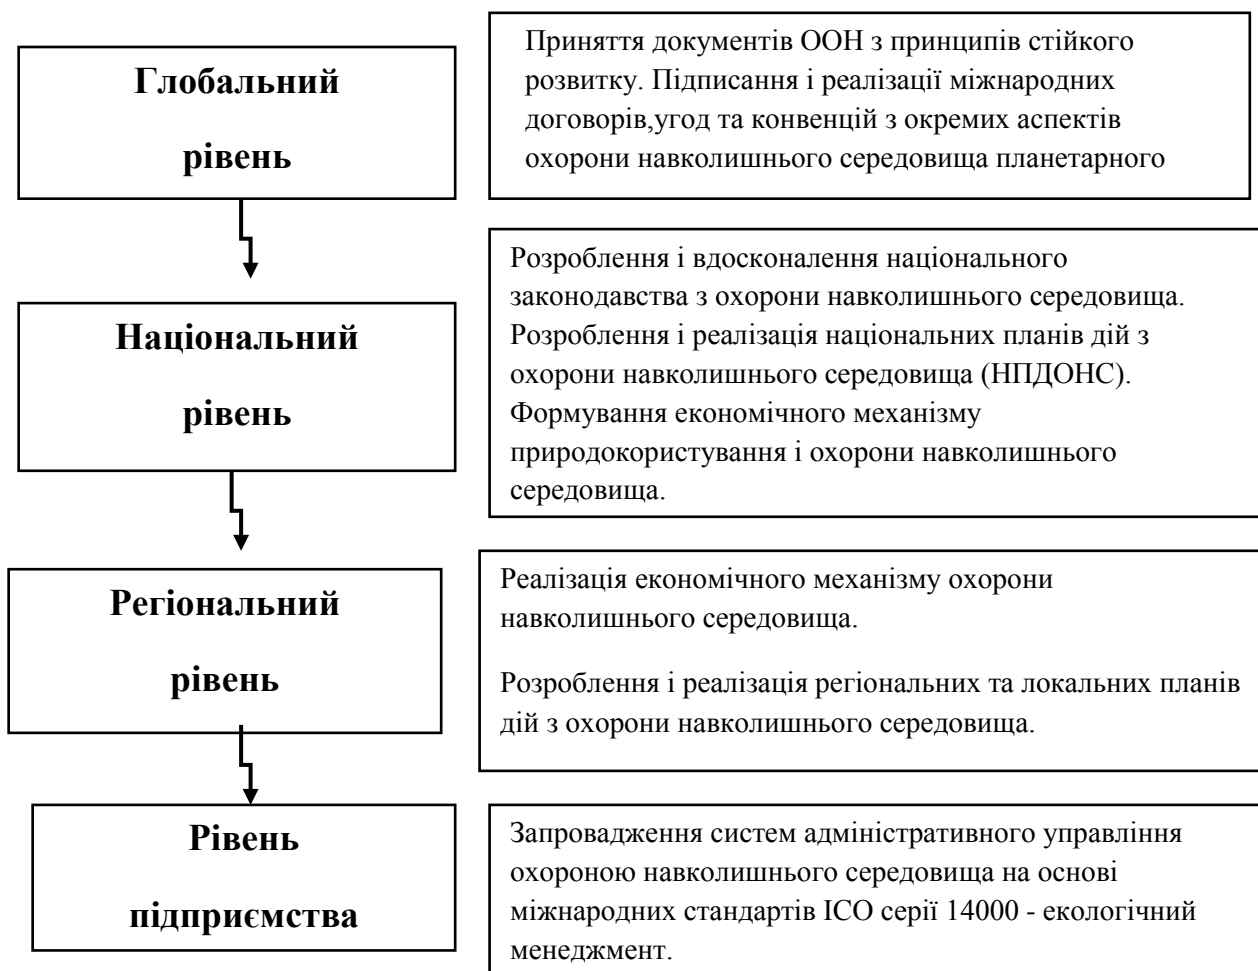 Глобальний
рівень
Приняття документів ООН з принципів стійкого
розвитку. Підписання і реалізації міжнародних
договорів,угод та конвенцій з окремих аспектів
охорони навколишнього середовища планетарного
Національний
рівень
Розроблення і вдосконалення національного
законодавства з охорони навколишнього середовища.
Розроблення і реалізація національних планів дій з
охорони навколишнього середовища (НПДОНС).
Формування економічного механізму
природокористування і охорони навколишнього
середовища.
Регіональний
рівень
Реалізація економічного механізму охорони
навколишнього середовища.
Розроблення і реалізація регіональних та локальних планів
дій з охорони навколишнього середовища.
Рівень
підприємства
Запровадження систем адміністративного управління
охороною навколишнього середовища на основі
міжнародних стандартів ІСО серії 14000 - екологічний
менеджмент.